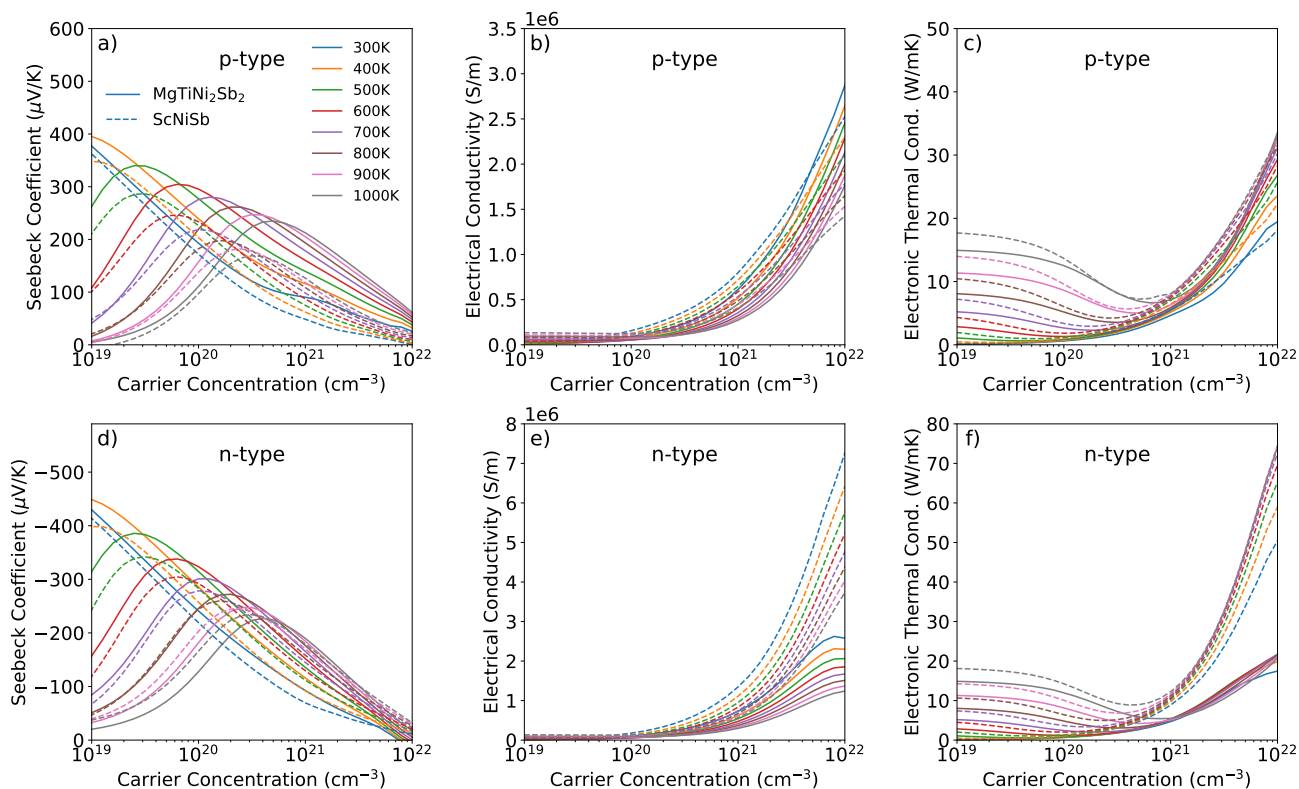 a)
p-type
Seebeck Coefficient (μV/K)
600
500
400
300
200
100
0
MgTiNi₂Sb₂
ScNiSb
300K
400K
500K
600K
700K
800K
900K
1000K
10¹⁹ 10²⁰ 10²¹ 10²²
Carrier Concentration (cm⁻³)
1e6
b)
p-type
Electrical Conductivity (S/m)
3.5
3.0
2.5
2.0
1.5
1.0
0.5
0.0
10¹⁹ 10²⁰ 10²¹ 10²²
Carrier Concentration (cm⁻³)
c)
p-type
Electronic Thermal Cond. (W/mK)
50
40
30
20
10
0
10¹⁹ 10²⁰ 10²¹ 10²²
Carrier Concentration (cm⁻³)
d)
n-type
Seebeck Coefficient (μV/K)
−500
−400
−300
−200
−100
0
10¹⁹ 10²⁰ 10²¹ 10²²
Carrier Concentration (cm⁻³)
1e6
e)
n-type
Electrical Conductivity (S/m)
8
7
6
5
4
3
2
1
0
10¹⁹ 10²⁰ 10²¹ 10²²
Carrier Concentration (cm⁻³)
f)
n-type
Electronic Thermal Cond. (W/mK)
80
70
60
50
40
30
20
10
0
10¹⁹ 10²⁰ 10²¹ 10²²
Carrier Concentration (cm⁻³)